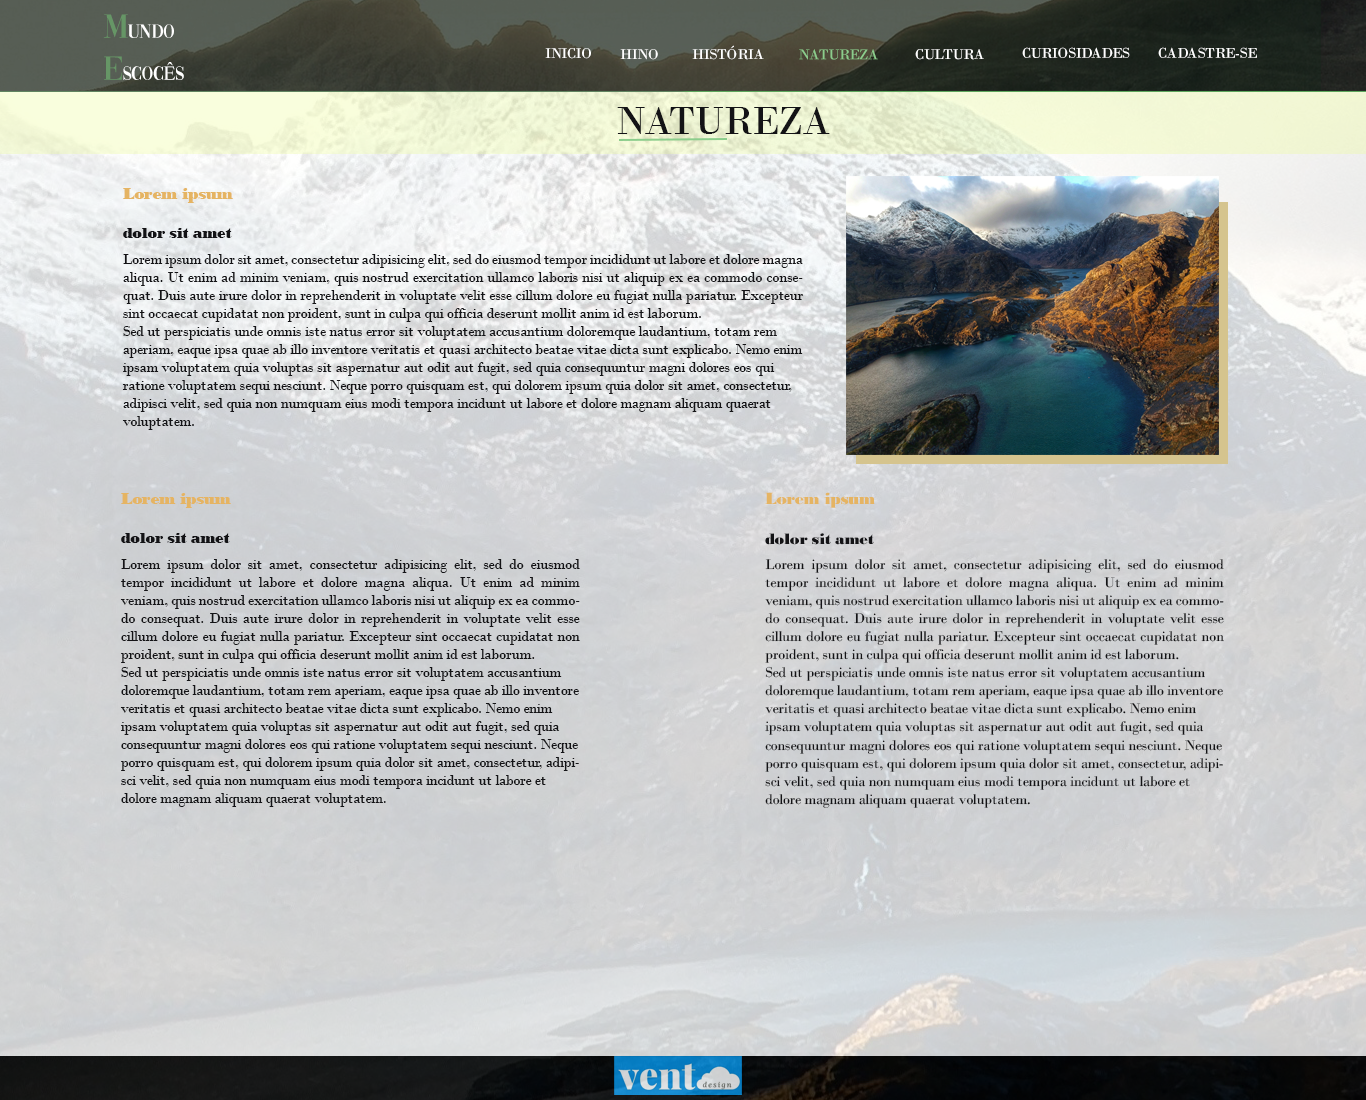 MUNDO
ESCOCÊS
INICIO HINO HISTÓRIA NATUREZA CULTURA CURIOSIDADES CADASTRE-SE
NATUREZA
Lorem ipsum
dolor sit amet
Lorem ipsum dolor sit amet, consectetur adipisicing elit, sed do eiusmod tempor incididunt ut labore et dolore magna
aliqua. Ut enim ad minim veniam, quis nostrud exercitation ullamco laboris nisi ut aliquip ex ea commodo conse-
quat. Duis aute irure dolor in reprehenderit in voluptate velit esse cillum dolore eu fugiat nulla pariatur. Excepteur
sint occaecat cupidatat non proident, sunt in culpa qui officia deserunt mollit anim id est laborum.
Sed ut perspiciatis unde omnis iste natus error sit voluptatem accusantium doloremque laudantium, totam rem
aperiam, eaque ipsa quae ab illo inventore veritatis et quasi architecto beatae vitae dicta sunt explicabo. Nemo enim
ipsam voluptatem quia voluptas sit aspernatur aut odit aut fugit, sed quia consequuntur magni dolores eos qui
ratione voluptatem sequi nesciunt. Neque porro quisquam est, qui dolorem ipsum quia dolor sit amet, consectetur,
adipisci velit, sed quia non numquam eius modi tempora incidunt ut labore et dolore magnam aliquam quaerat
voluptatem.
Lorem ipsum
dolor sit amet
Lorem ipsum dolor sit amet, consectetur adipisicing elit, sed do eiusmod
tempor incididunt ut labore et dolore magna aliqua. Ut enim ad minim
veniam, quis nostrud exercitation ullamco laboris nisi ut aliquip ex ea commo-
do consequat. Duis aute irure dolor in reprehenderit in voluptate velit esse
cillum dolore eu fugiat nulla pariatur. Excepteur sint occaecat cupidatat non
proident, sunt in culpa qui officia deserunt mollit anim id est laborum.
Sed ut perspiciatis unde omnis iste natus error sit voluptatem accusantium
doloremque laudantium, totam rem aperiam, eaque ipsa quae ab illo inventore
veritatis et quasi architecto beatae vitae dicta sunt explicabo. Nemo enim
ipsam voluptatem quia voluptas sit aspernatur aut odit aut fugit, sed quia
consequuntur magni dolores eos qui ratione voluptatem sequi nesciunt. Neque
porro quisquam est, qui dolorem ipsum quia dolor sit amet, consectetur, adipi-
sci velit, sed quia non numquam eius modi tempora incidunt ut labore et
dolore magnam aliquam quaerat voluptatem.
Lorem ipsum
dolor sit amet
Lorem ipsum dolor sit amet, consectetur adipisicing elit, sed do eiusmod
tempor incididunt ut labore et dolore magna aliqua. Ut enim ad minim
veniam, quis nostrud exercitation ullamco laboris nisi ut aliquip ex ea commo-
do consequat. Duis aute irure dolor in reprehenderit in voluptate velit esse
cillum dolore eu fugiat nulla pariatur. Excepteur sint occaecat cupidatat non
proident, sunt in culpa qui officia deserunt mollit anim id est laborum.
Sed ut perspiciatis unde omnis iste natus error sit voluptatem accusantium
doloremque laudantium, totam rem aperiam, eaque ipsa quae ab illo inventore
veritatis et quasi architecto beatae vitae dicta sunt explicabo. Nemo enim
ipsam voluptatem quia voluptas sit aspernatur aut odit aut fugit, sed quia
consequuntur magni dolores eos qui ratione voluptatem sequi nesciunt. Neque
porro quisquam est, qui dolorem ipsum quia dolor sit amet, consectetur, adipi-
sci velit, sed quia non numquam eius modi tempora incidunt ut labore et
dolore magnam aliquam quaerat voluptatem.
vent
design